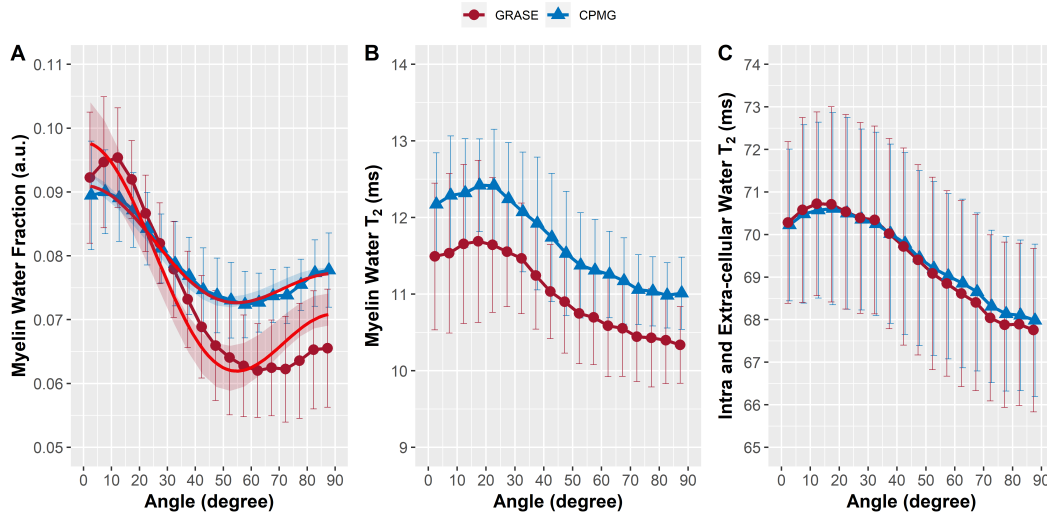 GRASE CPMG
A
Myelin Water Fraction (a.u.)
0.11
0.10
0.09
0.08
0.07
0.06
0.05
0 10 20 30 40 50 60 70 80 90
Angle (degree)
B
Myelin Water T2 (ms)
14
13
12
11
10
9
0 10 20 30 40 50 60 70 80 90
Angle (degree)
C
Intra and Extra-cellular Water T2 (ms)
74
73
72
71
70
69
68
67
66
65
0 10 20 30 40 50 60 70 80 90
Angle (degree)